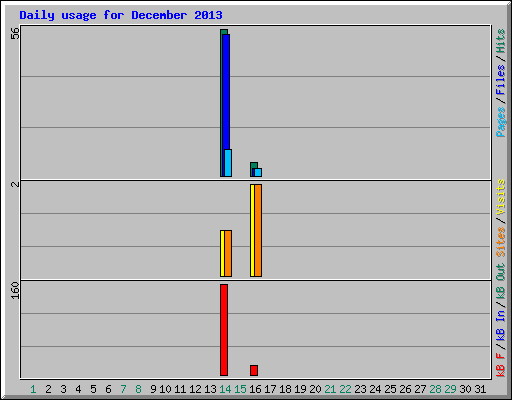 Daily usage for December 2013
56
2
160
Pages/Files/Hits
Sites/Visits
kB F/kB In/kB Out
1 2 3 4 5 6 7 8 9 10 11 12 13 14 15 16 17 18 19 20 21 22 23 24 25 26 27 28 29 30 31